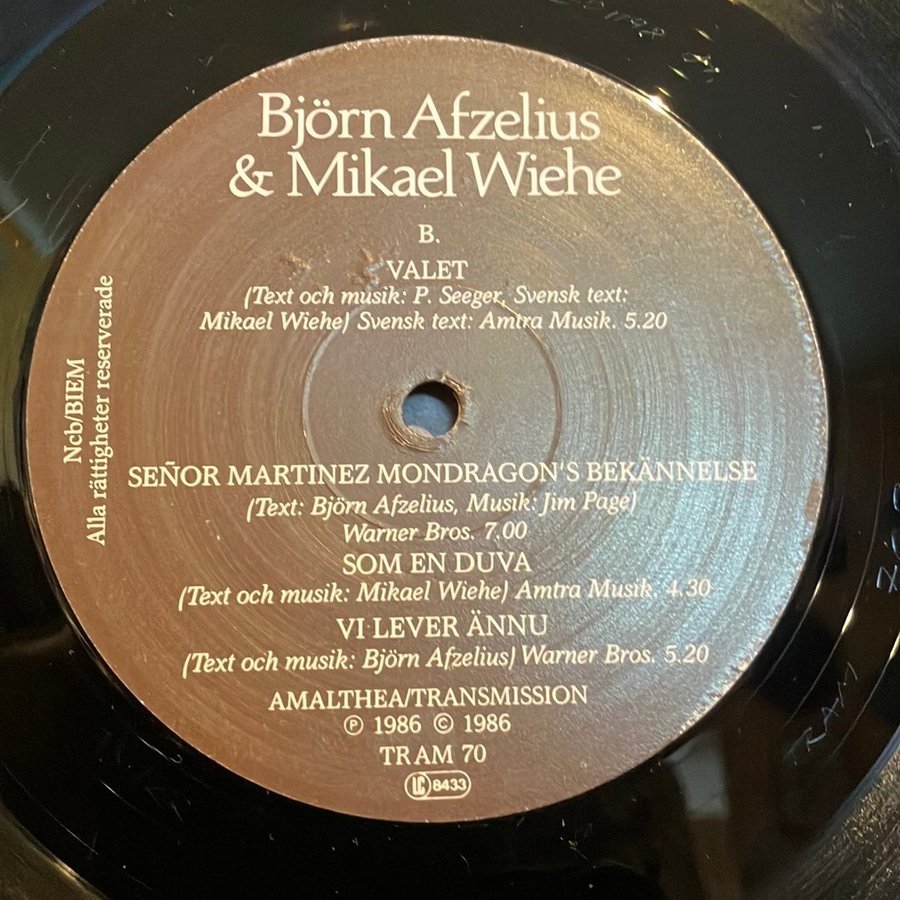 Björn Afzelius
& Mikael Wiehe
B.
VALET
(Text och musik: P. Seeger, Svensk text:
Mikael Wiehe) Svensk text: Amtra Musik. 5.20
SEÑOR MARTINEZ MONDRAGON'S BEKÄNNELSE
(Text: Björn Afzelius, Musik: Jim Page)
Warner Bros. 7.00
SOM EN DUVA
(Text och musik: Mikael Wiehe) Amtra Musik. 4.30
VI LEVER ÄNNU
(Text och musik: Björn Afzelius) Warner Bros. 5.20
AMALTHEA/TRANSMISSION
℗ 1986 © 1986
TRAM 70
LC 8433
Ncb/BIEM
Alla rättigheter reserverade
TRAM